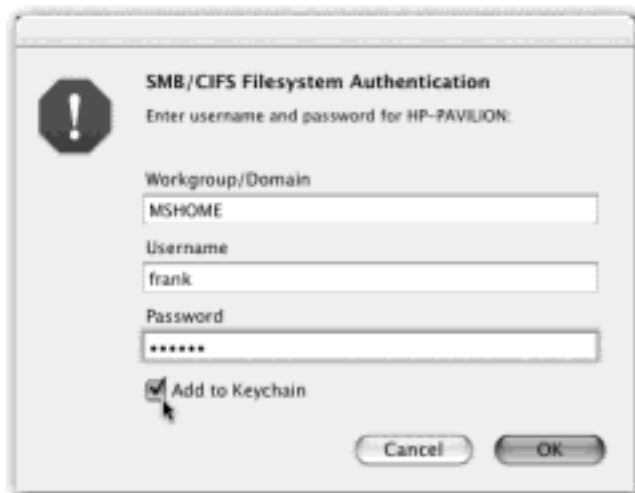 SMB/CIFS Filesystem Authentication
Enter username and password for HP-PAVILION:
Workgroup/Domain
MSHOME
Username
frank
Password
••••••
Add to Keychain
Cancel OK